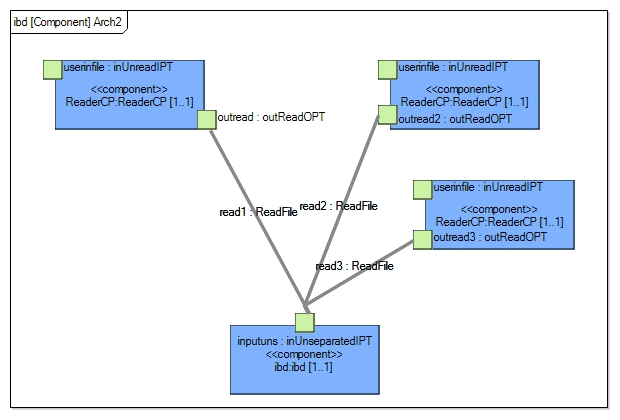 ibd [Component] Arch2
userinfile : inUnreadIPT
<<component>>
ReaderCP:ReaderCP [1..1]
outread : outReadOPT
userinfile : inUnreadIPT
<<component>>
ReaderCP:ReaderCP [1..1]
outread2 : outReadOPT
userinfile : inUnreadIPT
<<component>>
ReaderCP:ReaderCP [1..1]
outread3 : outReadOPT
read1 : ReadFile
read2 : ReadFile
read3 : ReadFile
inputuns : inUnseparatedIPT
<<component>>
ibd:ibd [1..1]